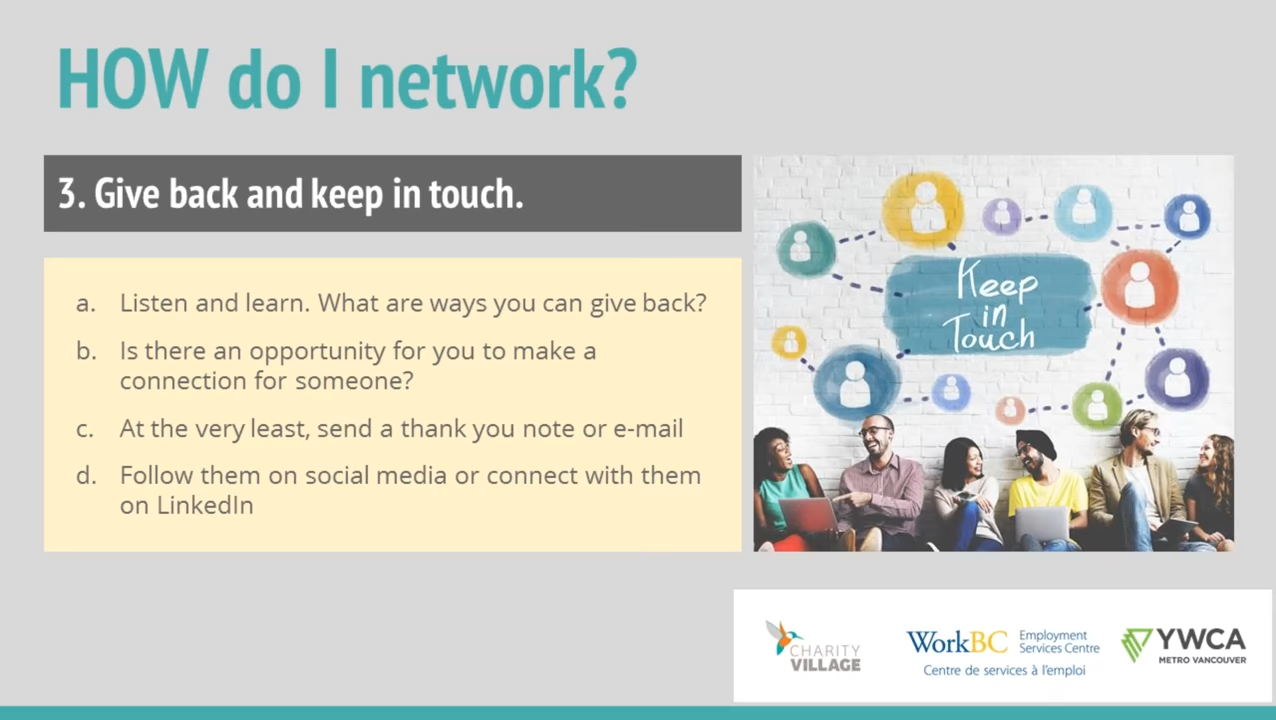 HOW do I network?
3. Give back and keep in touch.
a. Listen and learn. What are ways you can give back?
b. Is there an opportunity for you to make a
connection for someone?
c. At the very least, send a thank you note or e-mail
d. Follow them on social media or connect with them
on LinkedIn
Keep
in
Touch
CHARITY
VILLAGE
WorkBC Employment
Services Centre
Centre de services à l'emploi
YWCA
METRO VANCOUVER